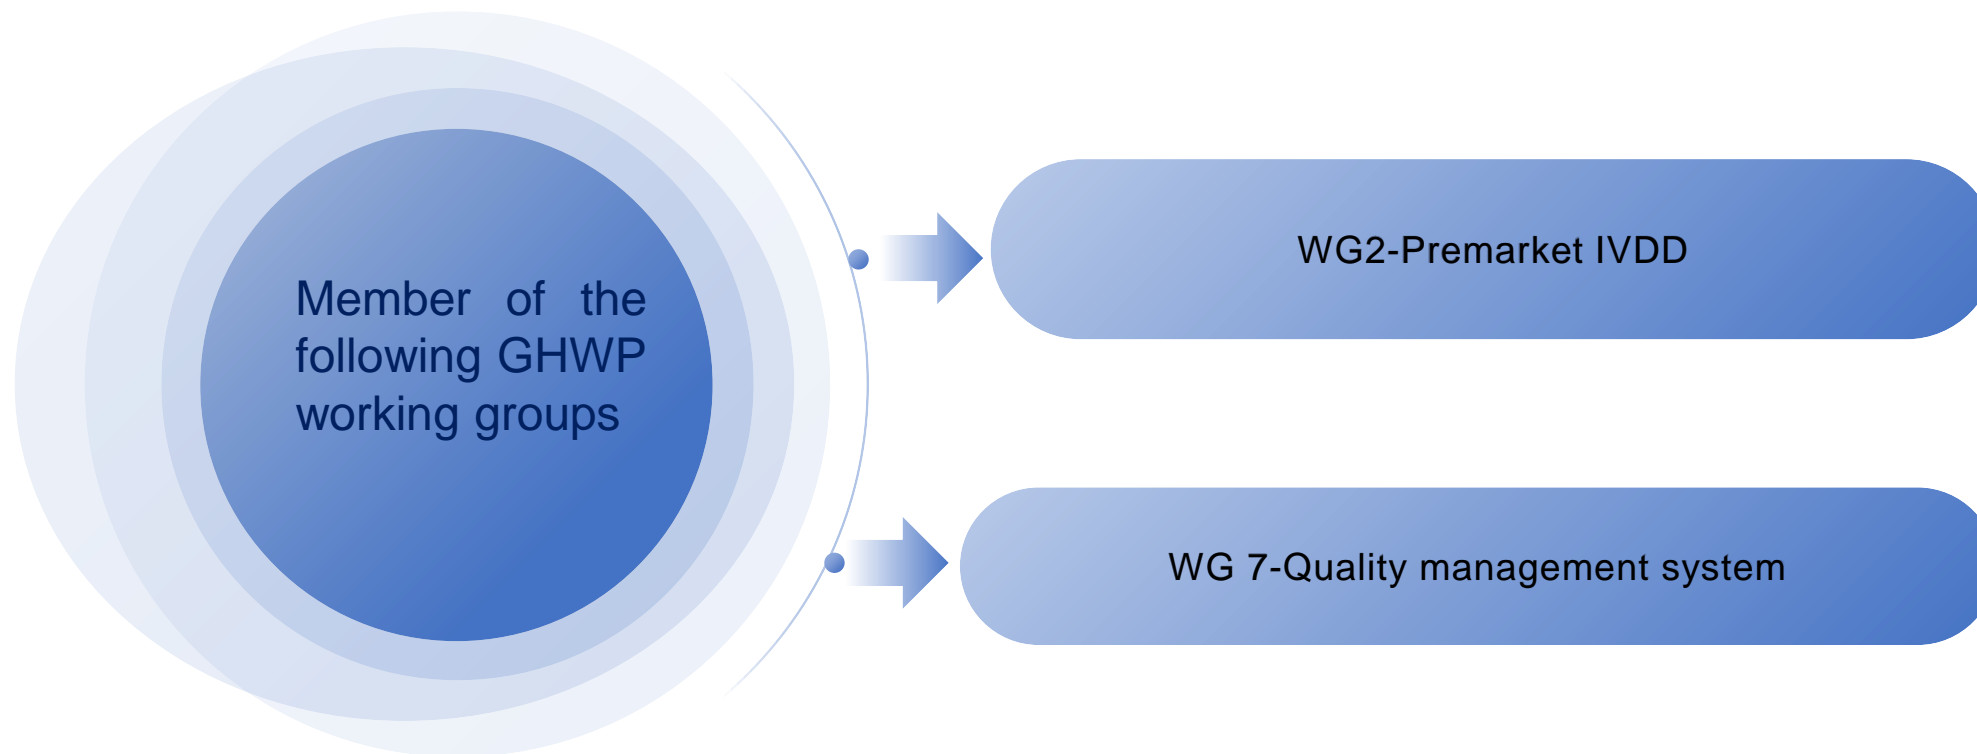 Member of the
following GHWP
working groups
WG2-Premarket IVDD
WG 7-Quality management system